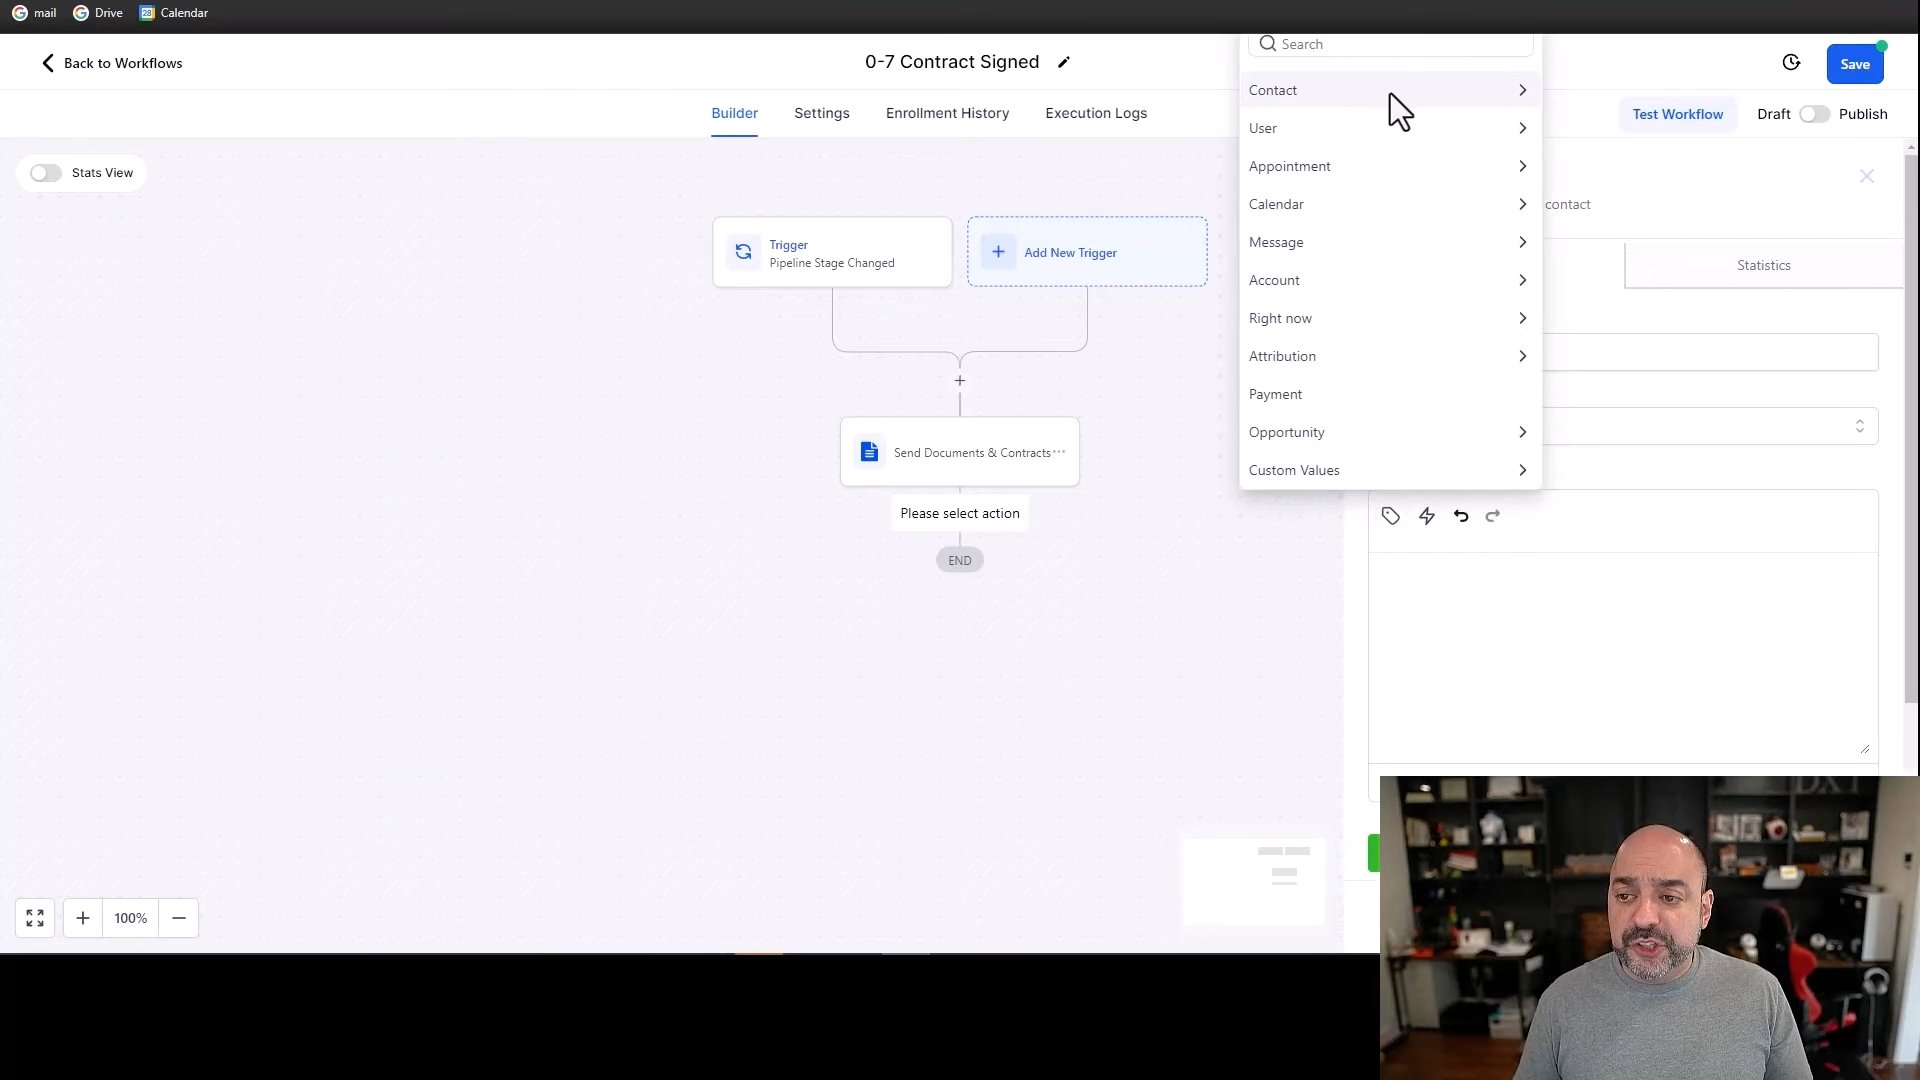 mail
Drive
28
Calendar
Back to Workflows
0-7 Contract Signed
Search
Save
Builder
Settings
Enrollment History
Execution Logs
Test Workflow
Draft
Publish
Stats View
Contact
User
Appointment
Calendar
Message
Account
Right now
Attribution
Payment
Opportunity
Custom Values
contact
Statistics
Trigger
Pipeline Stage Changed
Add New Trigger
Send Documents & Contracts
Please select action
END
100%